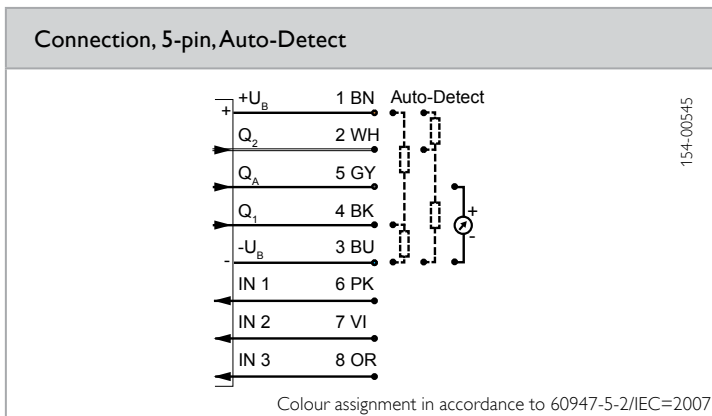 Connection, 5-pin, Auto-Detect
+U_B 1 BN Auto-Detect
+
Q_2 2 WH
Q_A 5 GY
Q_1 4 BK
+
-
-U_B 3 BU
-
IN 1 6 PK
IN 2 7 VI
IN 3 8 OR
154-00545
Colour assignment in accordance to 60947-5-2/IEC=2007